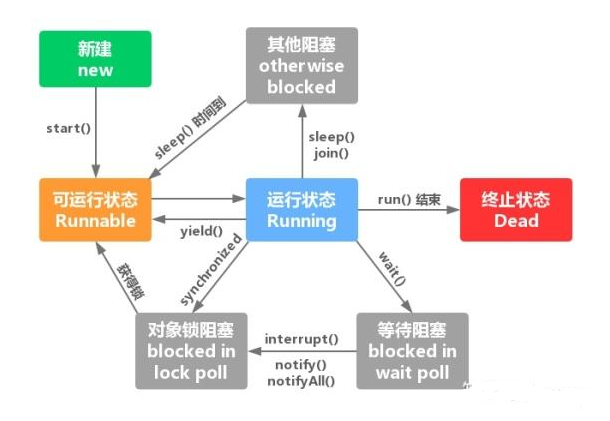 新建
new
其他阻塞
otherwise
blocked
start()
sleep() 时间到
sleep()
join()
可运行状态
Runnable
运行状态
Running
run() 结束
终止状态
Dead
yield()
获得锁
synchronized
wait()
对象锁阻塞
blocked in
lock poll
interrupt()
notify()
notifyAll()
等待阻塞
blocked in
wait poll